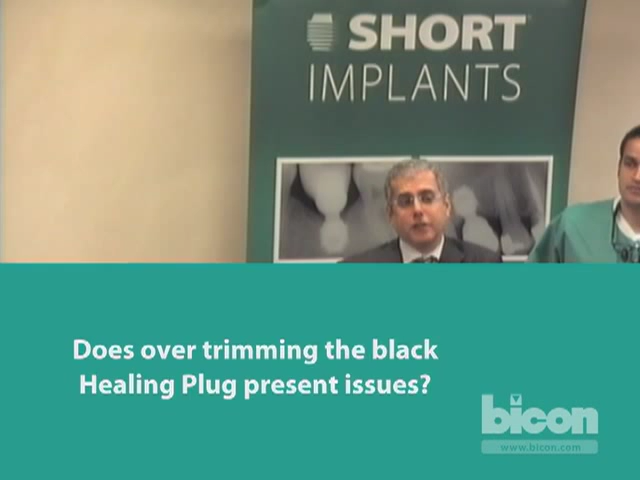 SHORT
IMPLANTS
Does over trimming the black
Healing Plug present issues?
bicon
www.bicon.com